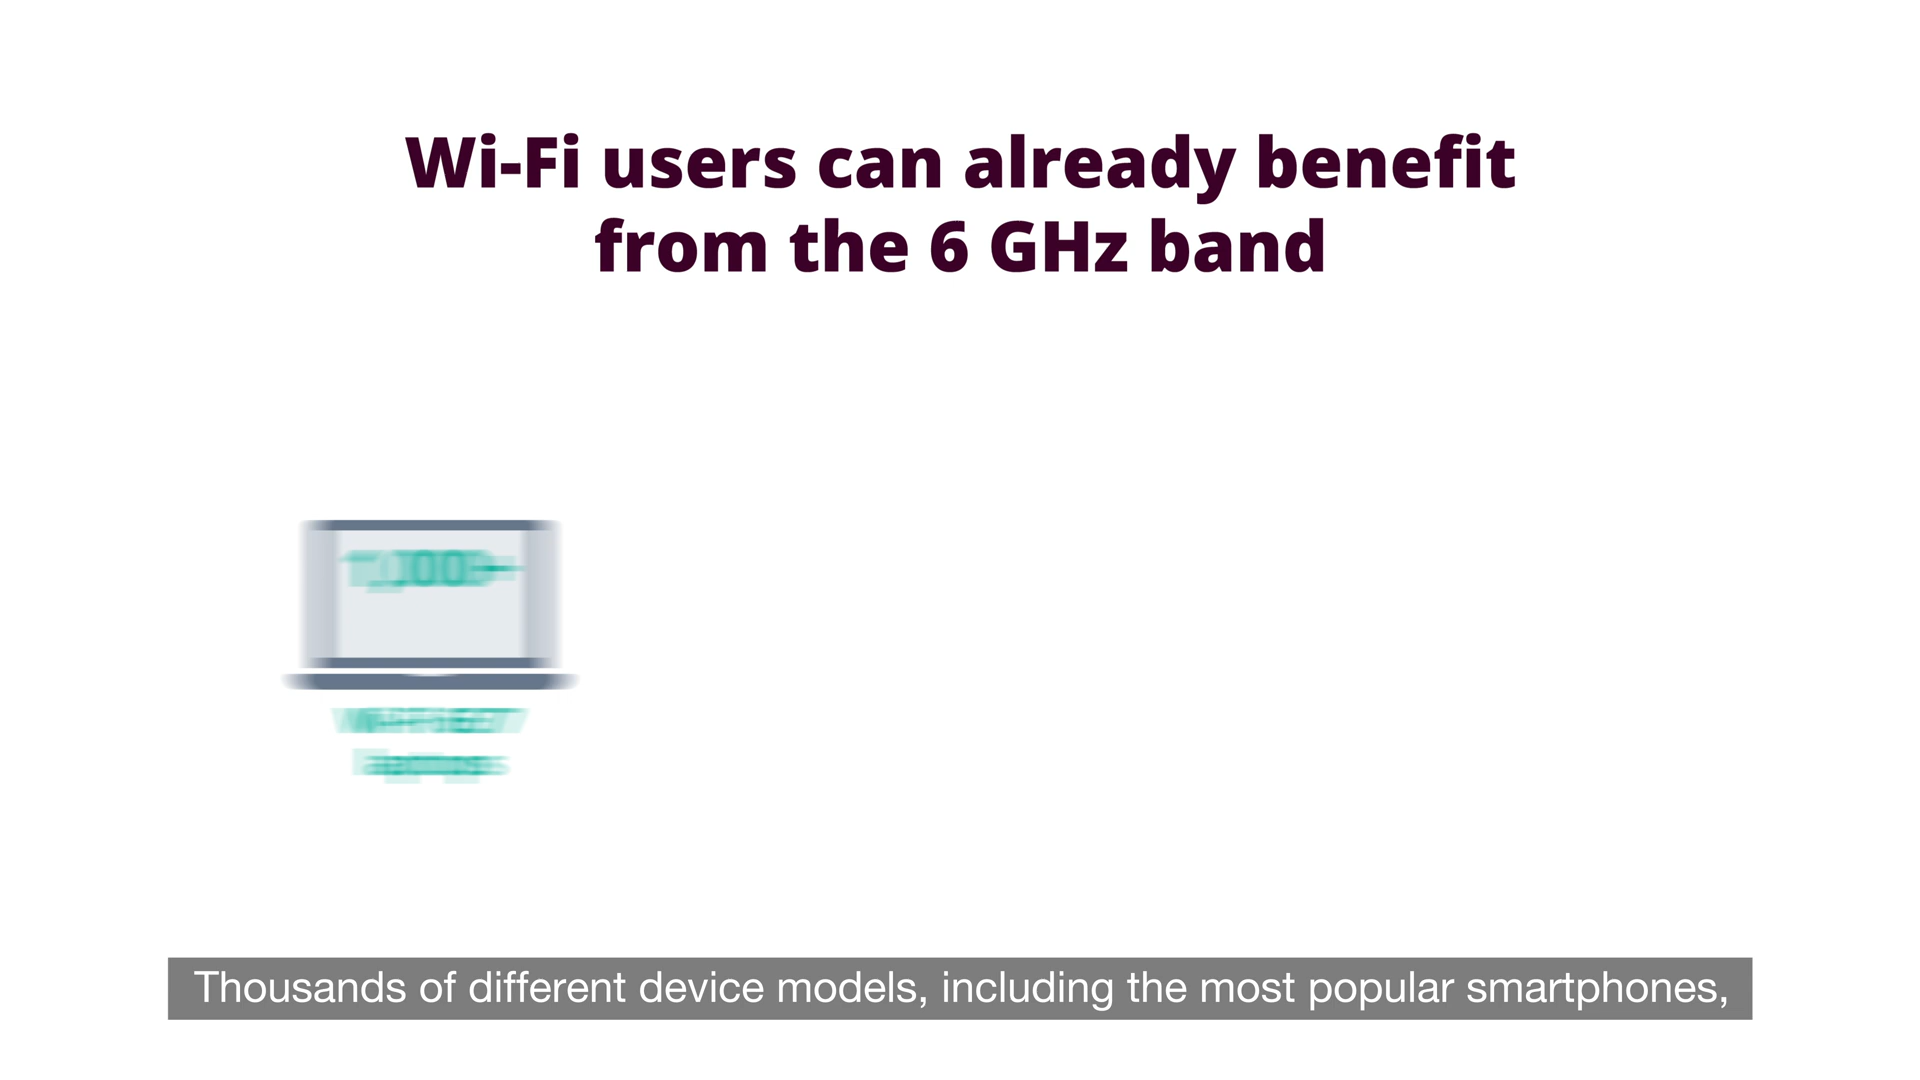 Wi-Fi users can already benefit
from the 6 GHz band
Thousands of different device models, including the most popular smartphones,